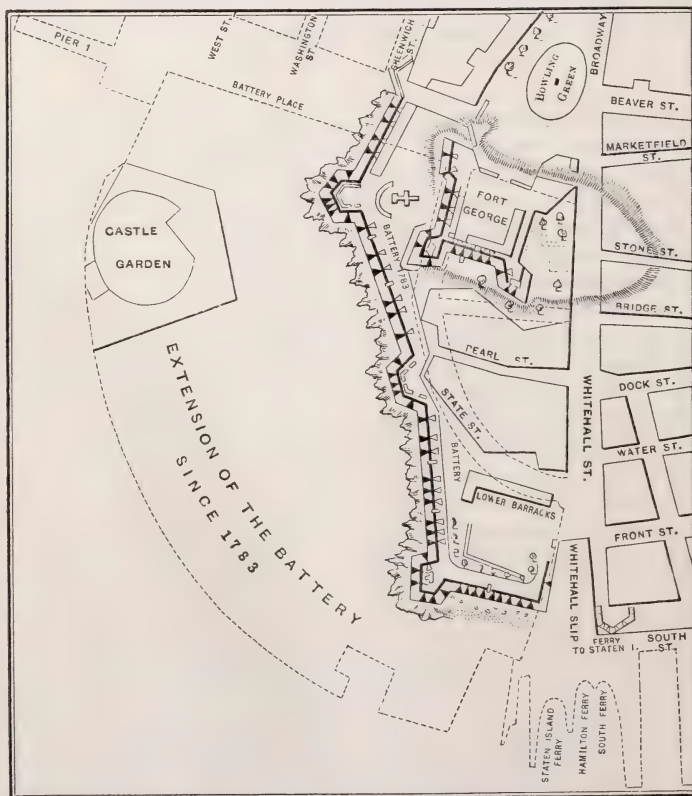 PIER 1
WEST ST.
WASHINGTON
ST.
GREENWICH
ST.
BATTERY PLACE
BOWLING
GREEN
BROADWAY
BEAVER ST.
MARKETFIELD
ST.
FORT
GEORGE
CASTLE
GARDEN
BATTERY 1783
STONE ST.
BRIDGE ST.
PEARL ST.
DOCK ST.
STATE ST.
WHITEHALL ST.
WATER ST.
BATTERY
LOWER BARRACKS
FRONT ST.
EXTENSION OF THE BATTERY
SINCE 1783
WHITEHALL SLIP
FERRY
TO STATEN I.
SOUTH
ST.
STATEN ISLAND
FERRY
HAMILTON FERRY
SOUTH FERRY